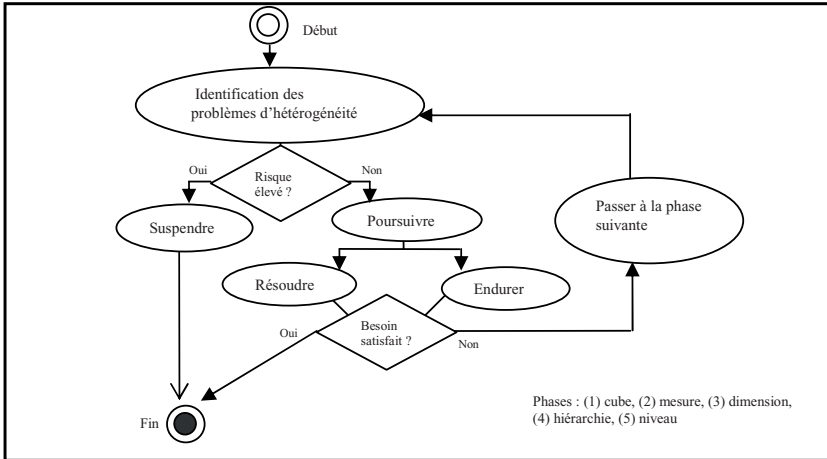 Début
Identification des
problèmes d'hétérogénéité
Oui
Risque
élevé ?
Non
Suspendre
Poursuivre
Passer à la phase
suivante
Résoudre
Endurer
Oui
Besoin
satisfait ?
Non
Phases : (1) cube, (2) mesure, (3) dimension,
(4) hiérarchie, (5) niveau
Fin